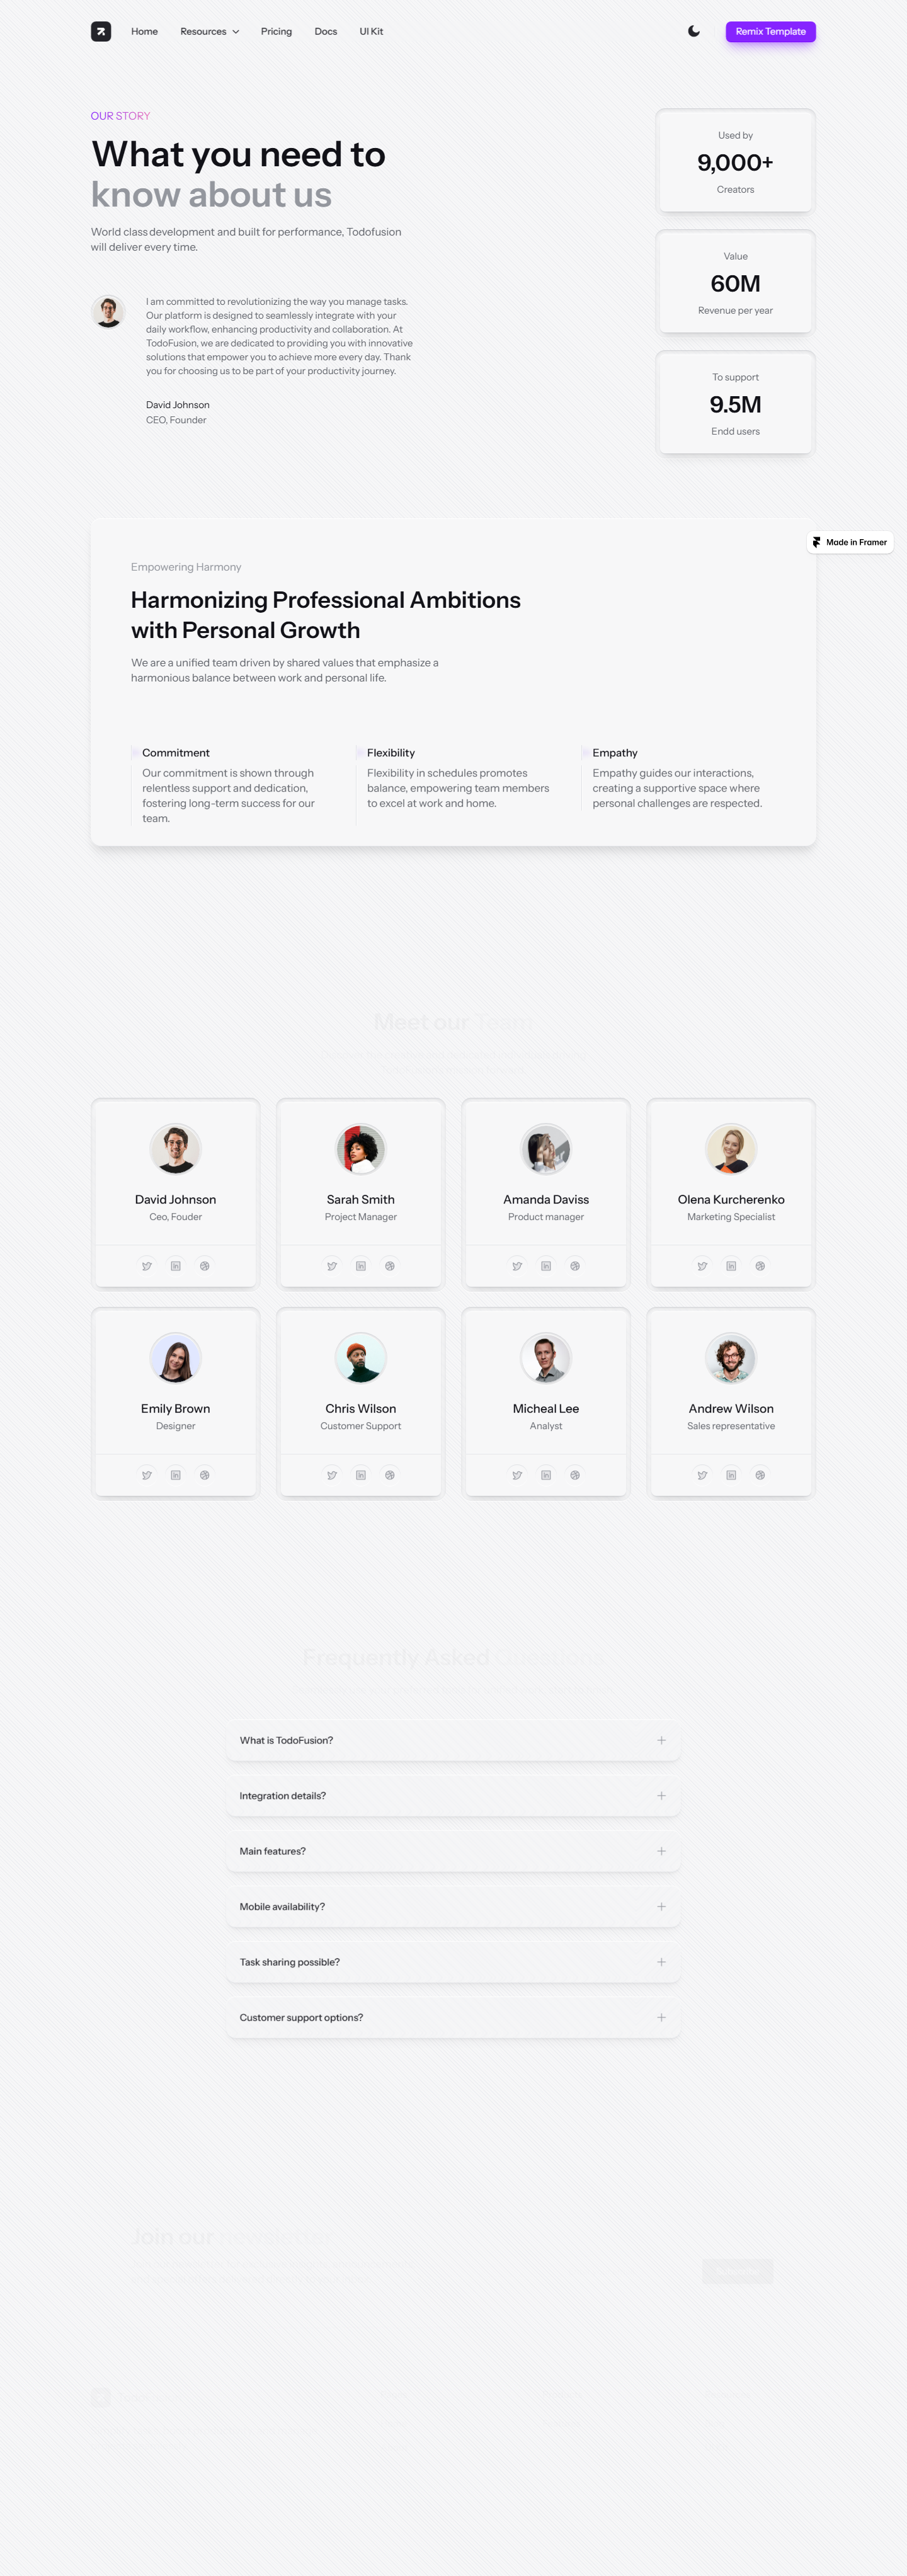 Home
Resources
Pricing
Docs
UI Kit
Remix Template
OUR STORY
What you need to
know about us
World class development and built for performance, Todofusion
will deliver every time.
I am committed to revolutionizing the way you manage tasks.
Our platform is designed to seamlessly integrate with your
daily workflow, enhancing productivity and collaboration. At
TodoFusion, we are dedicated to providing you with innovative
solutions that empower you to achieve more every day. Thank
you for choosing us to be part of your productivity journey.
David Johnson
CEO, Founder
Used by
9,000+
Creators
Value
60M
Revenue per year
To support
9.5M
Endd users
Made in Framer
Empowering Harmony
Harmonizing Professional Ambitions
with Personal Growth
We are a unified team driven by shared values that emphasize a
harmonious balance between work and personal life.
Commitment
Our commitment is shown through
relentless support and dedication,
fostering long-term success for our
team.
Flexibility
Flexibility in schedules promotes
balance, empowering team members
to excel at work and home.
Empathy
Empathy guides our interactions,
creating a supportive space where
personal challenges are respected.
Meet our Team
David Johnson
Ceo, Fouder
Sarah Smith
Project Manager
Amanda Daviss
Product manager
Olena Kurcherenko
Marketing Specialist
Emily Brown
Designer
Chris Wilson
Customer Support
Micheal Lee
Analyst
Andrew Wilson
Sales representative
Frequently Asked Questions
What is TodoFusion?
Integration details?
Main features?
Mobile availability?
Task sharing possible?
Customer support options?
Join our